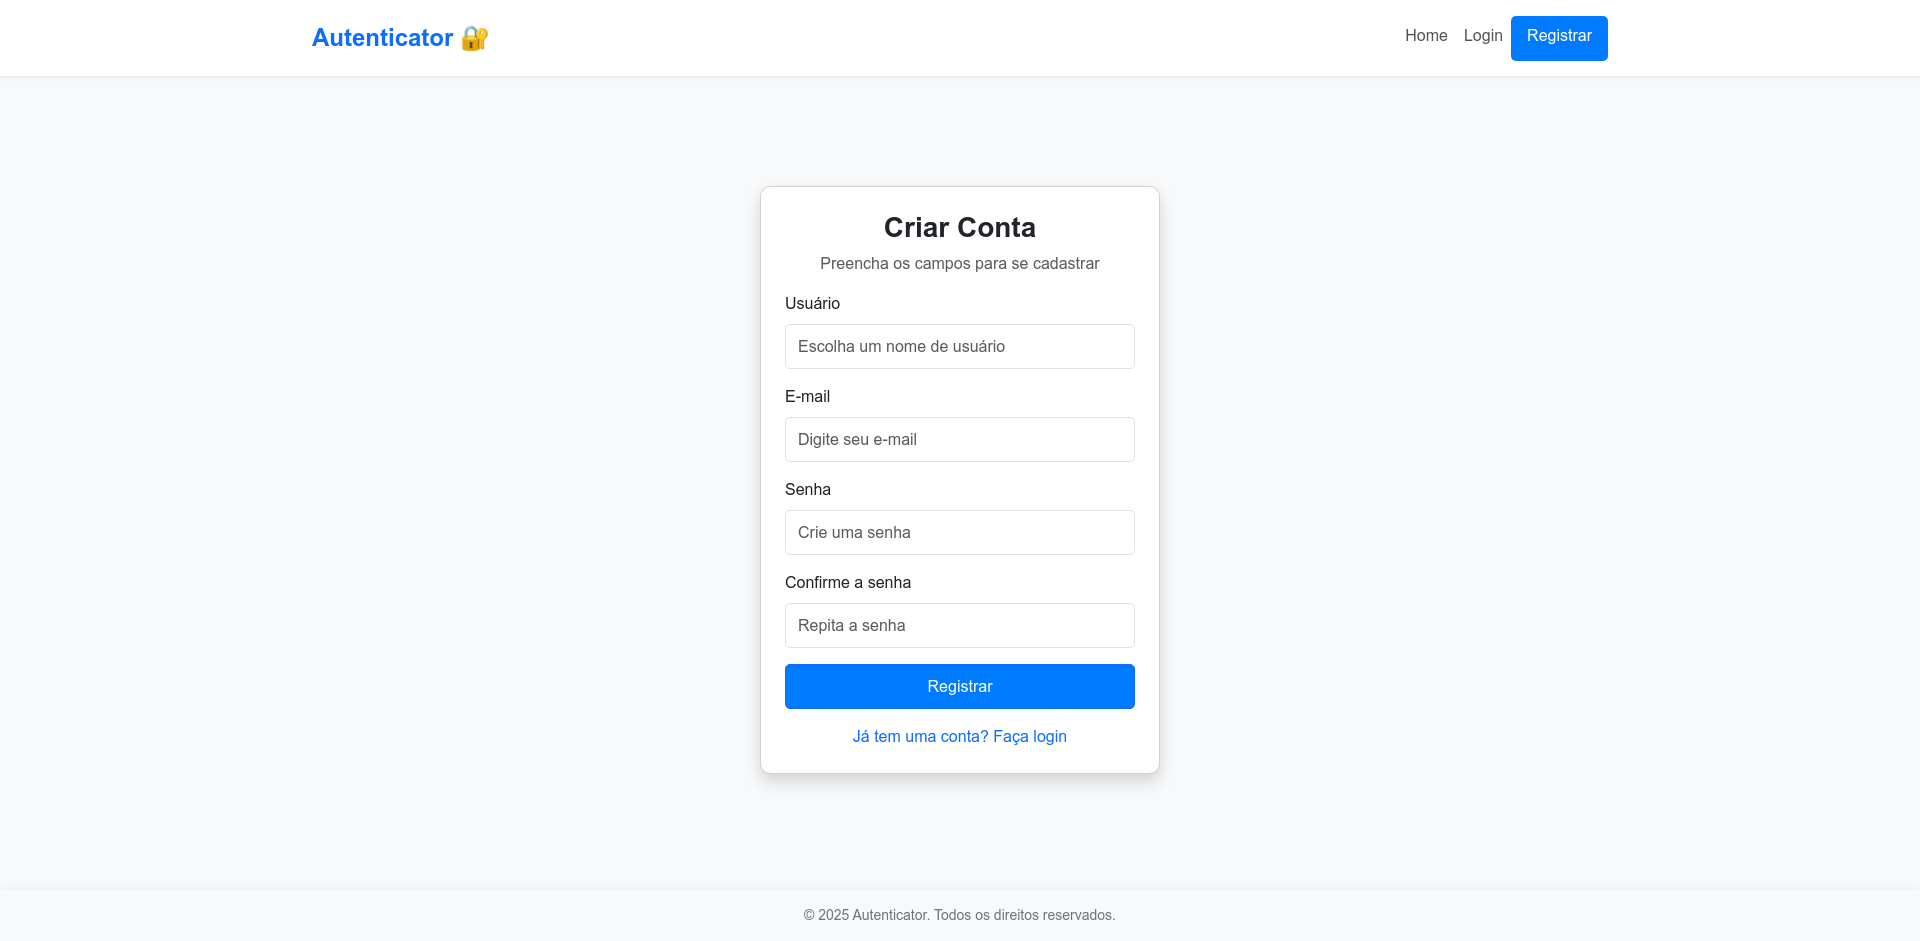 Autenticator 🔐
Home
Login
Registrar
Criar Conta
Preencha os campos para se cadastrar
Usuário
Escolha um nome de usuário
E-mail
Digite seu e-mail
Senha
Crie uma senha
Confirme a senha
Repita a senha
Registrar
Já tem uma conta? Faça login
© 2025 Autenticator. Todos os direitos reservados.